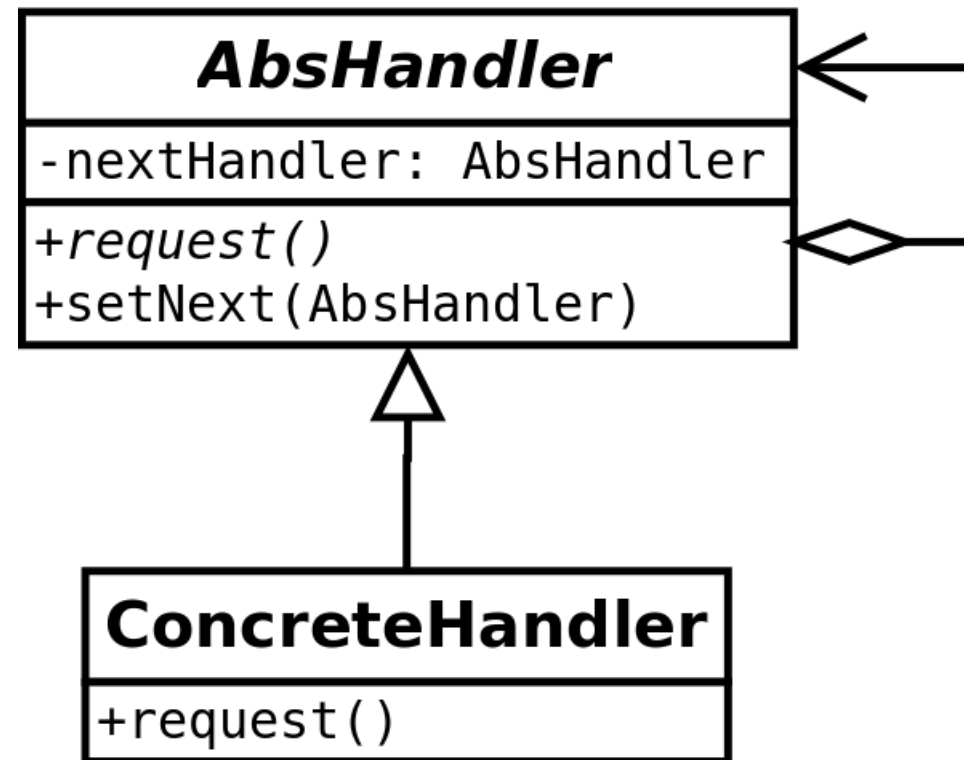 AbsHandler
-nextHandler: AbsHandler
+request()
+setNext(AbsHandler)
ConcreteHandler
+request()